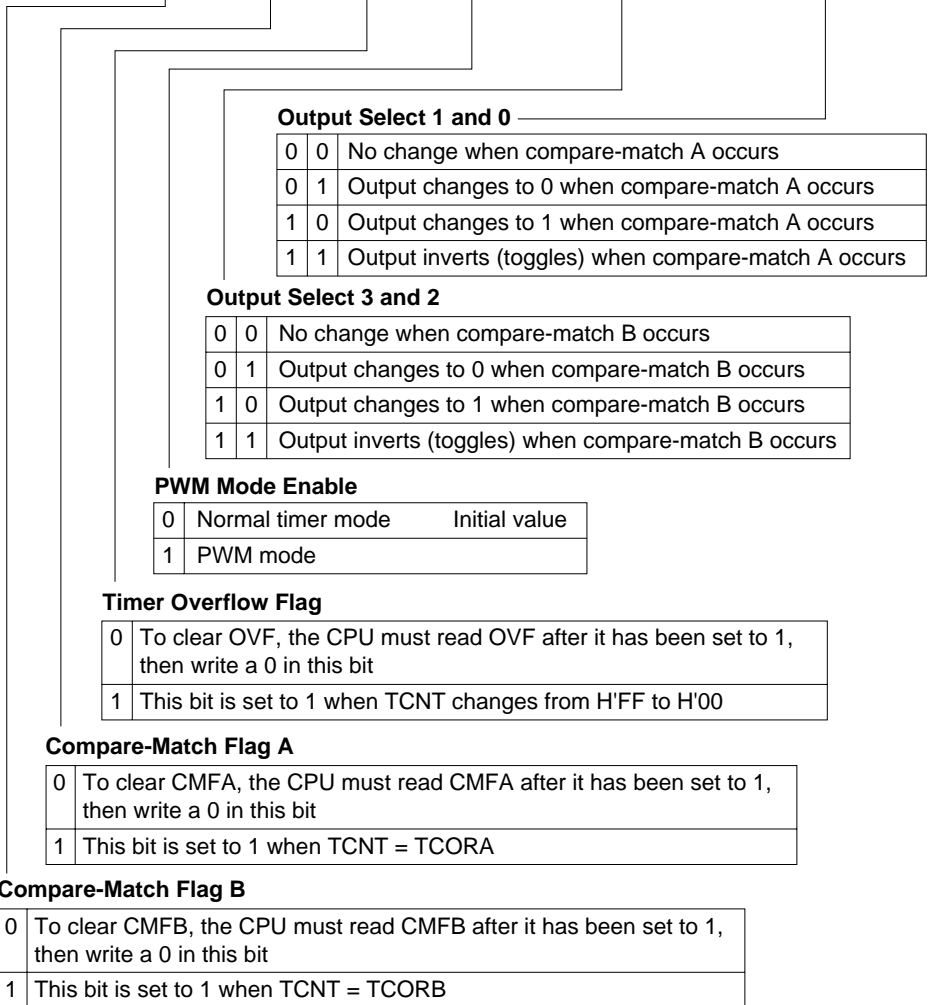 Output Select 1 and 0
0 0 No change when compare-match A occurs
0 1 Output changes to 0 when compare-match A occurs
1 0 Output changes to 1 when compare-match A occurs
1 1 Output inverts (toggles) when compare-match A occurs
Output Select 3 and 2
0 0 No change when compare-match B occurs
0 1 Output changes to 0 when compare-match B occurs
1 0 Output changes to 1 when compare-match B occurs
1 1 Output inverts (toggles) when compare-match B occurs
PWM Mode Enable
0 Normal timer mode Initial value
1 PWM mode
Timer Overflow Flag
0 To clear OVF, the CPU must read OVF after it has been set to 1,
then write a 0 in this bit
1 This bit is set to 1 when TCNT changes from H'FF to H'00
Compare-Match Flag A
0 To clear CMFA, the CPU must read CMFA after it has been set to 1,
then write a 0 in this bit
1 This bit is set to 1 when TCNT = TCORA
Compare-Match Flag B
0 To clear CMFB, the CPU must read CMFB after it has been set to 1,
then write a 0 in this bit
1 This bit is set to 1 when TCNT = TCORB